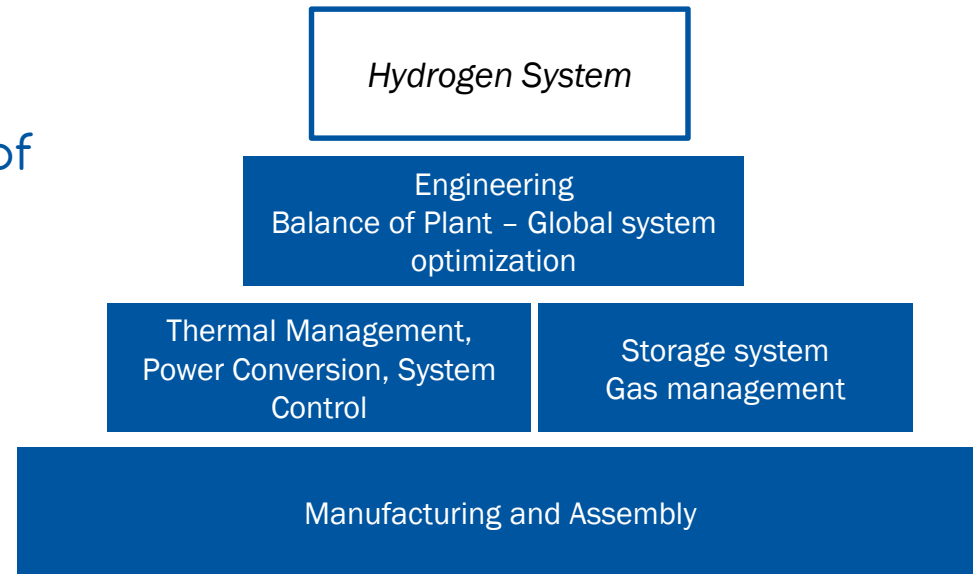 Hydrogen System
of
Engineering
Balance of Plant – Global system
optimization
Thermal Management,
Power Conversion, System
Control
Storage system
Gas management
Manufacturing and Assembly